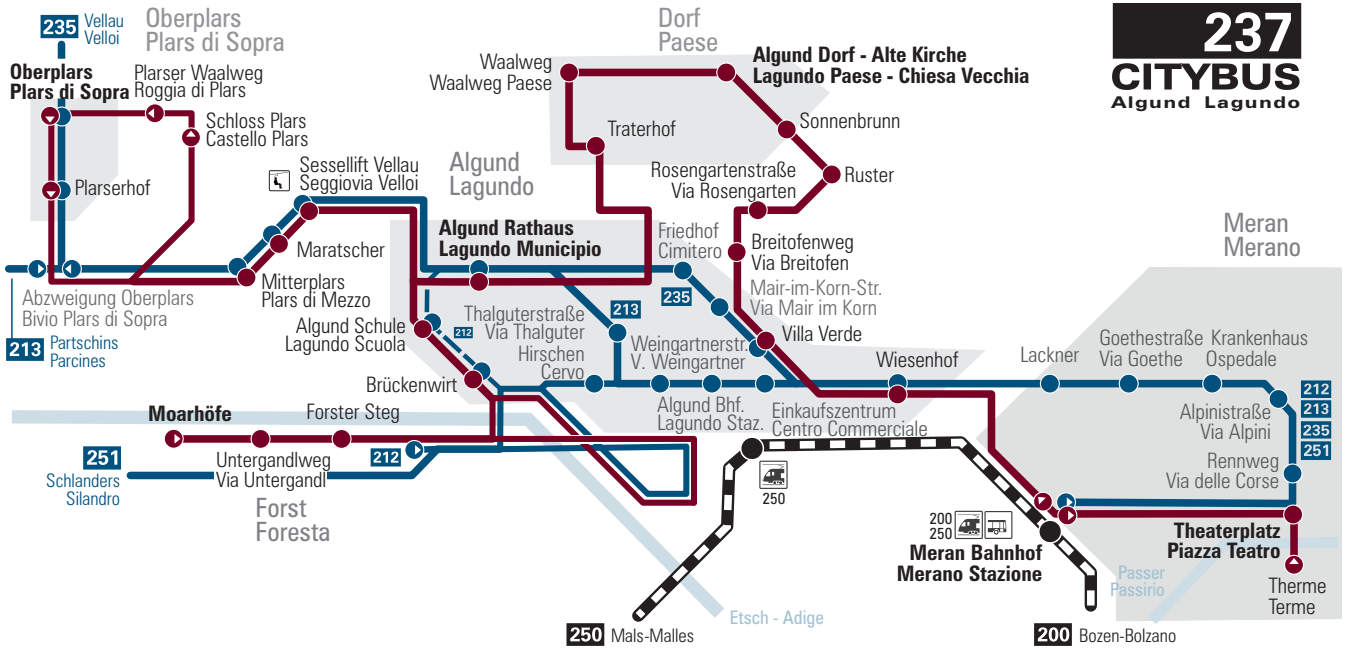 235
Vellau
Velloi
Oberplars
Plars di Sopra
Dorf
Paese
237
CITYBUS
Algund Lagundo
Oberplars
Plars di Sopra
Plarser Waalweg
Roggia di Plars
Waalweg
Waalweg Paese
Algund Dorf - Alte Kirche
Lagundo Paese - Chiesa Vecchia
Schloss Plars
Castello Plars
Traterhof
Sonnenbrunn
Sessellift Vellau
Seggiovia Velloi
Algund
Lagundo
Rosengartenstraße
Via Rosengarten
Ruster
Plarserhof
Algund Rathaus
Lagundo Municipio
Friedhof
Cimitero
Breitofenweg
Via Breitofen
Meran
Merano
Maratscher
Mitterplars
Plars di Mezzo
235
Mair-im-Korn-Str.
Via Mair im Korn
Abzweigung Oberplars
Bivio Plars di Sopra
213
Partschins
Parcines
Algund Schule
Lagundo Scuola
212
Thalguterstraße
Via Thalguter
213
Hirschen
Cervo
Weingartnerstr.
V. Weingartner
Villa Verde
Wiesenhof
Lackner
Goethestraße
Via Goethe
Krankenhaus
Ospedale
Brückenwirt
212
213
235
251
Moarhöfe
Forster Steg
Algund Bhf.
Lagundo Staz.
Einkaufszentrum
Centro Commerciale
Alpinistraße
Via Alpini
251
Schlanders
Silandro
Untergandlweg
Via Untergandl
212
Rennweg
Via delle Corse
Forst
Foresta
250
200
250
Meran Bahnhof
Merano Stazione
Theaterplatz
Piazza Teatro
Passer
Passirio
Therme
Terme
Etsch - Adige
250 Mals-Malles
200 Bozen-Bolzano